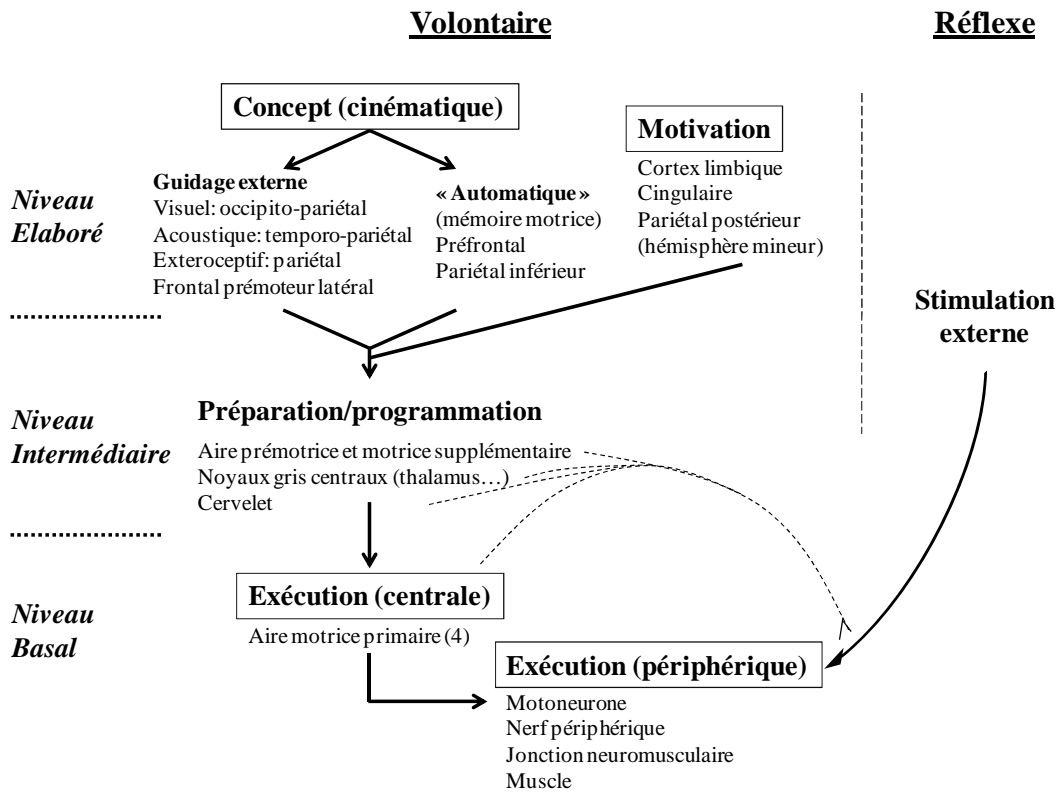 Volontaire
Réflexe
Concept (cinématique)
Motivation
Cortex limbique
Cingulaire
Pariétal postérieur
(hémisphère mineur)
Niveau
Elaboré
Guidage externe
Visuel: occipito-pariétal
Acoustique: temporo-pariétal
Exteroceptif: pariétal
Frontal prémoteur latéral
« Automatique »
(mémoire motrice)
Préfrontal
Pariétal inférieur
Stimulation
externe
Niveau
Intermédiaire
Préparation/programmation
Aire prémotrice et motrice supplémentaire
Noyaux gris centraux (thalamus…)
Cervelet
Niveau
Basal
Exécution (centrale)
Aire motrice primaire (4)
Exécution (périphérique)
Motoneurone
Nerf périphérique
Jonction neuromusculaire
Muscle